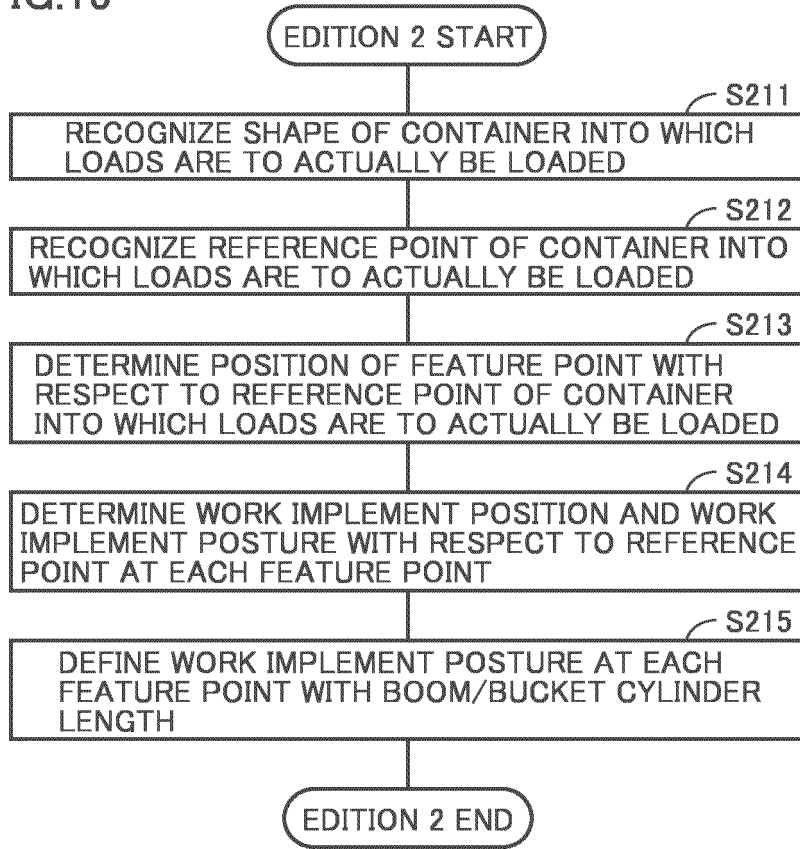 EDITION 2 START
S211
RECOGNIZE SHAPE OF CONTAINER INTO WHICH
LOADS ARE TO ACTUALLY BE LOADED
S212
RECOGNIZE REFERENCE POINT OF CONTAINER INTO
WHICH LOADS ARE TO ACTUALLY BE LOADED
S213
DETERMINE POSITION OF FEATURE POINT WITH
RESPECT TO REFERENCE POINT OF CONTAINER
INTO WHICH LOADS ARE TO ACTUALLY BE LOADED
S214
DETERMINE WORK IMPLEMENT POSITION AND WORK
IMPLEMENT POSTURE WITH RESPECT TO REFERENCE
POINT AT EACH FEATURE POINT
S215
DEFINE WORK IMPLEMENT POSTURE AT EACH
FEATURE POINT WITH BOOM/BUCKET CYLINDER
LENGTH
EDITION 2 END